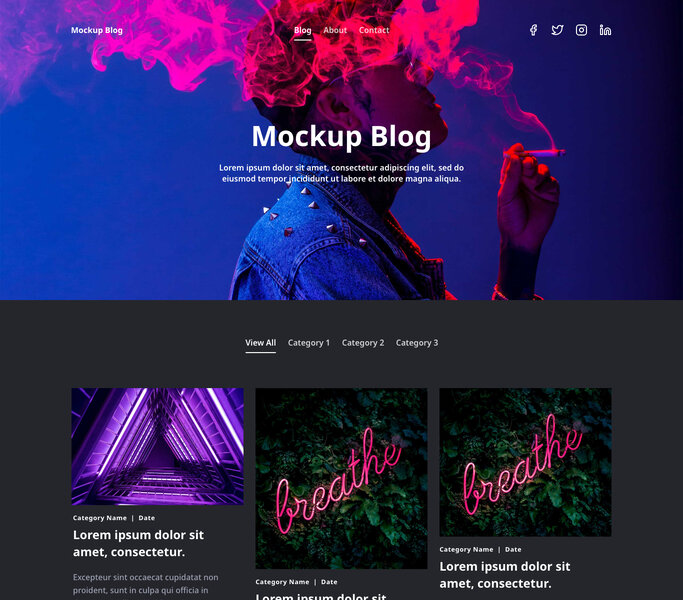 Mockup Blog
Blog About Contact
Mockup Blog
Lorem ipsum dolor sit amet, consectetur adipiscing elit, sed do
eiusmod tempor incididunt ut labore et dolore magna aliqua.
View All Category 1 Category 2 Category 3
breathe
breathe
Category Name | Date
Lorem ipsum dolor sit
amet, consectetur.
Excepteur sint occaecat cupidatat non
proident, sunt in culpa qui officia in
Category Name | Date
Lorem ipsum dolor sit
Category Name | Date
Lorem ipsum dolor sit
amet, consectetur.